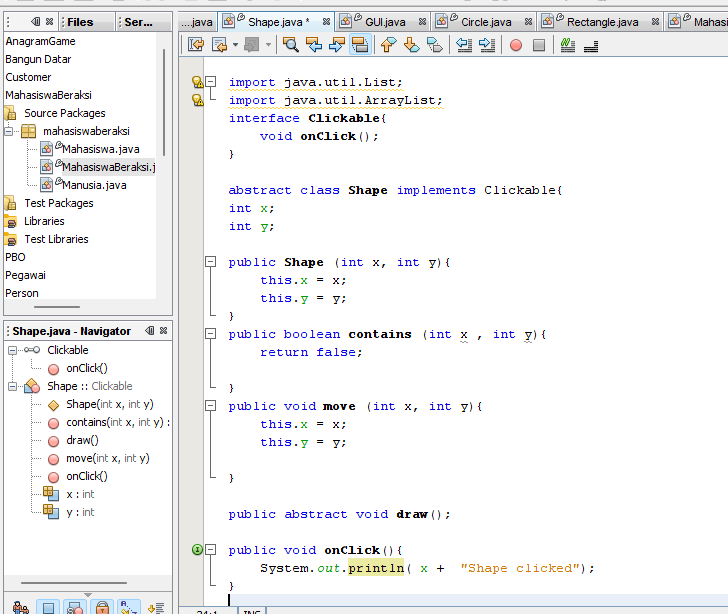 Files
Ser...
....java
Shape.java *
GUI.java
Circle.java
Rectangle.java
Mahasi
AnagramGame
Bangun Datar
Customer
MahasiswaBeraksi
Source Packages
mahasiswaberaksi
Mahasiswa.java
MahasiswaBeraksi.j
Manusia.java
Test Packages
Libraries
Test Libraries
PBO
Pegawai
Person
Shape.java - Navigator
Clickable
onClick()
Shape :: Clickable
Shape(int x, int y)
contains(int x, int y) :
draw()
move(int x, int y)
onClick()
x : int
y : int
import java.util.List;
import java.util.ArrayList;
interface Clickable{
void onClick();
}
abstract class Shape implements Clickable{
int x;
int y;
public Shape (int x, int y){
this.x = x;
this.y = y;
}
public boolean contains (int x , int y){
return false;
}
public void move (int x, int y){
this.x = x;
this.y = y;
}
public abstract void draw();
public void onClick(){
System.out.println( x +  "Shape clicked");
}